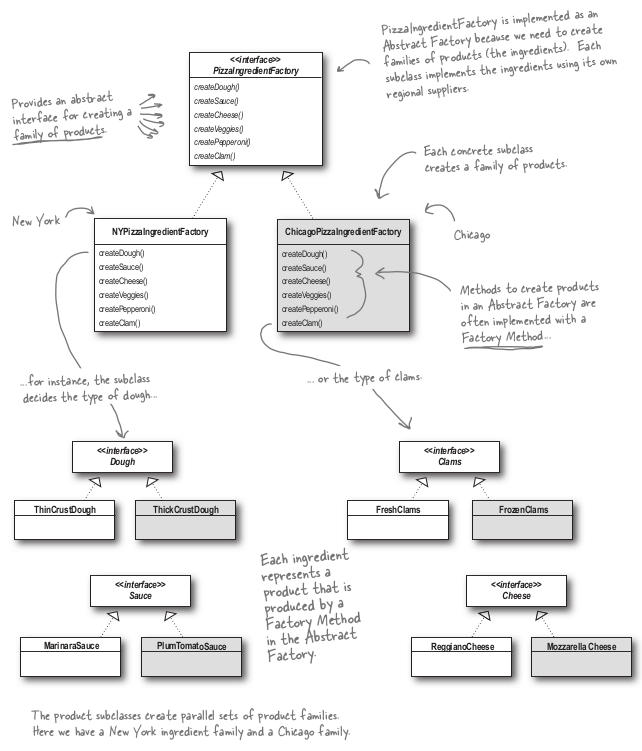 PizzaIngredientFactory is implemented as an
Abstract Factory because we need to create
families of products (the ingredients). Each
subclass implements the ingredients using its own
regional suppliers.
<<interface>>
PizzaIngredientFactory
createDough()
createSauce()
createCheese()
createVeggies()
createPepperoni()
createClam()
Provides an abstract
interface for creating a
family of products.
Each concrete subclass
creates a family of products.
New York
NYPizzaIngredientFactory
createDough()
createSauce()
createCheese()
createVeggies()
createPepperoni()
createClam()
ChicagoPizzaIngredientFactory
createDough()
createSauce()
createCheese()
createVeggies()
createPepperoni()
createClam()
Chicago
Methods to create products
in an Abstract Factory are
often implemented with a
Factory Method...
...for instance, the subclass
decides the type of dough...
... or the type of clams.
<<interface>>
Dough
ThinCrustDough
ThickCrustDough
<<interface>>
Clams
FreshClams
FrozenClams
Each ingredient
represents a
product that is
produced by a
Factory Method
in the Abstract
Factory.
<<interface>>
Sauce
MarinaraSauce
PlumTomatoSauce
<<interface>>
Cheese
ReggianoCheese
Mozzarella Cheese
The product subclasses create parallel sets of product families.
Here we have a New York ingredient family and a Chicago family.